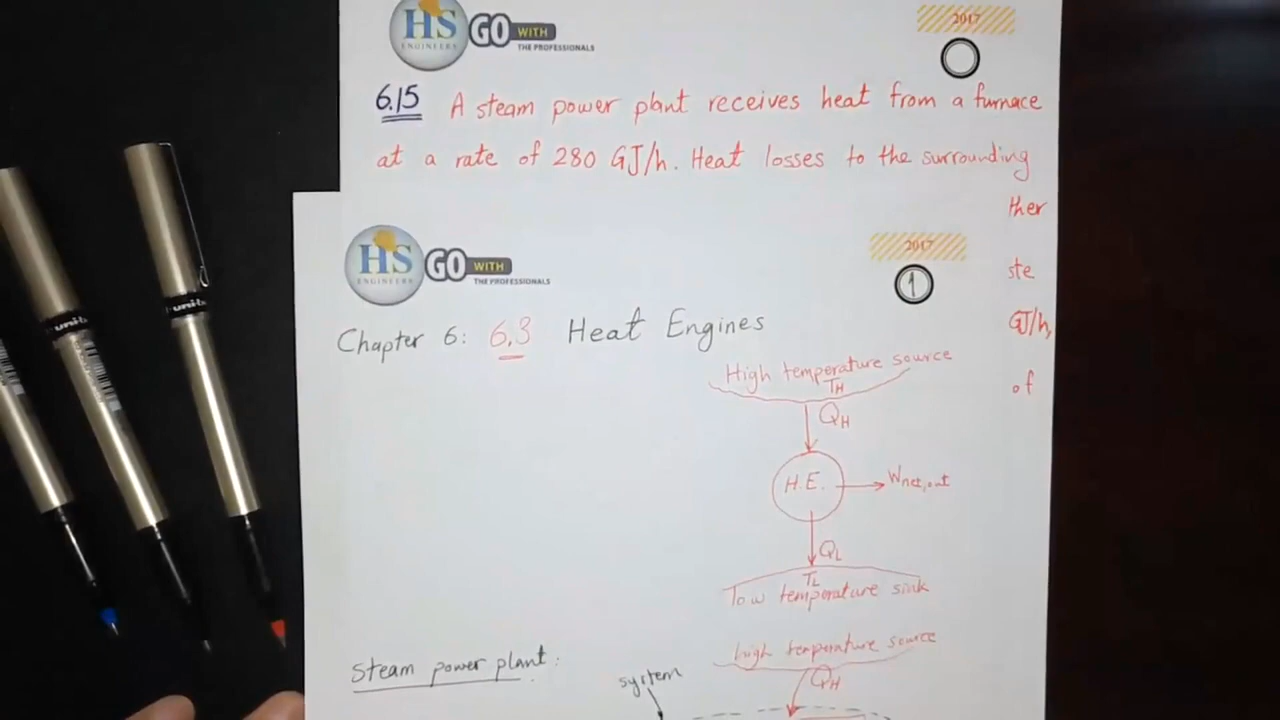 HS
ENGINEERS
GO WITH
THE PROFESSIONALS
2017
6.15 A steam power plant receives heat from a furnace
at a rate of 280 GJ/h. Heat losses to the surrounding
ther
ste
GJ/h,
of
HS
ENGINEERS
GO WITH
THE PROFESSIONALS
2017
1
Chapter 6: 6.3 Heat Engines
High temperature source
TH
QH
H.E.
Wnet,out
QL
TL
Tow temperature sink
Steam power plant:
high temperature source
system
QH
uni
uni